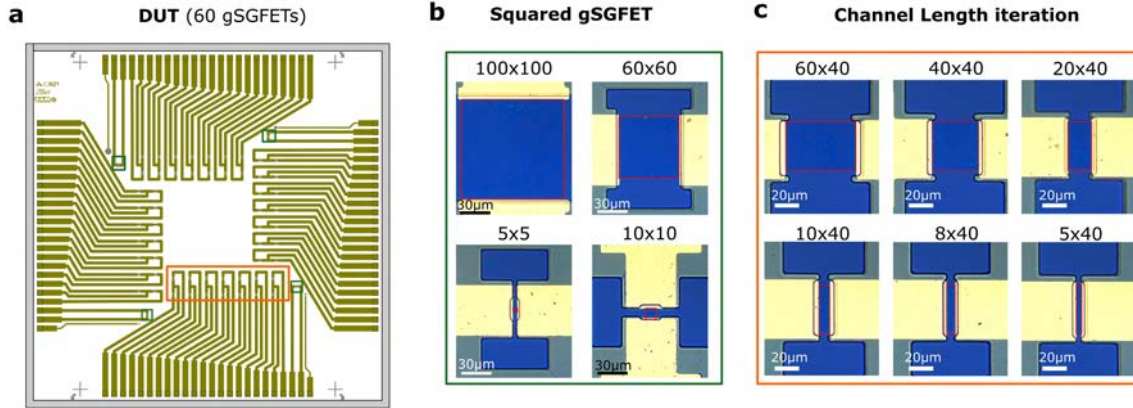 a
DUT (60 gSGFETs)
b
Squared gSGFET
100x100
60x60
30µm
30µm
5x5
10x10
30µm
30µm
c
Channel Length iteration
60x40
40x40
20x40
20µm
20µm
20µm
10x40
8x40
5x40
20µm
20µm
20µm